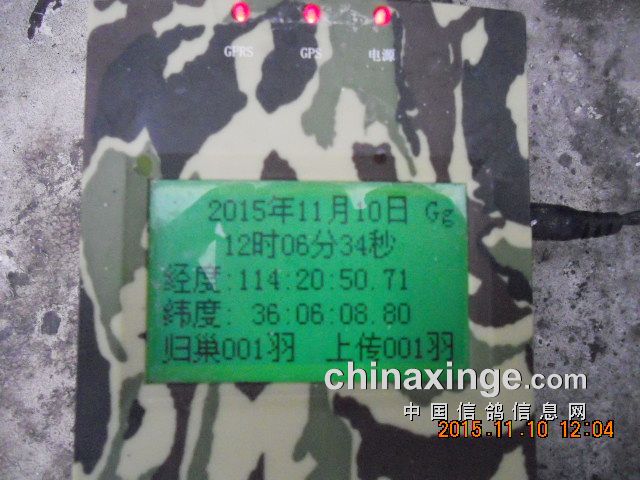 GPRS GPS 电源
2015年11月10日 Gg
12时06分34秒
经度:114:20:50.71
纬度: 36:06:08.80
归巢001羽 上传001羽
chinaxinge.com
中国信鸽信息网
2015.11.10 12:04